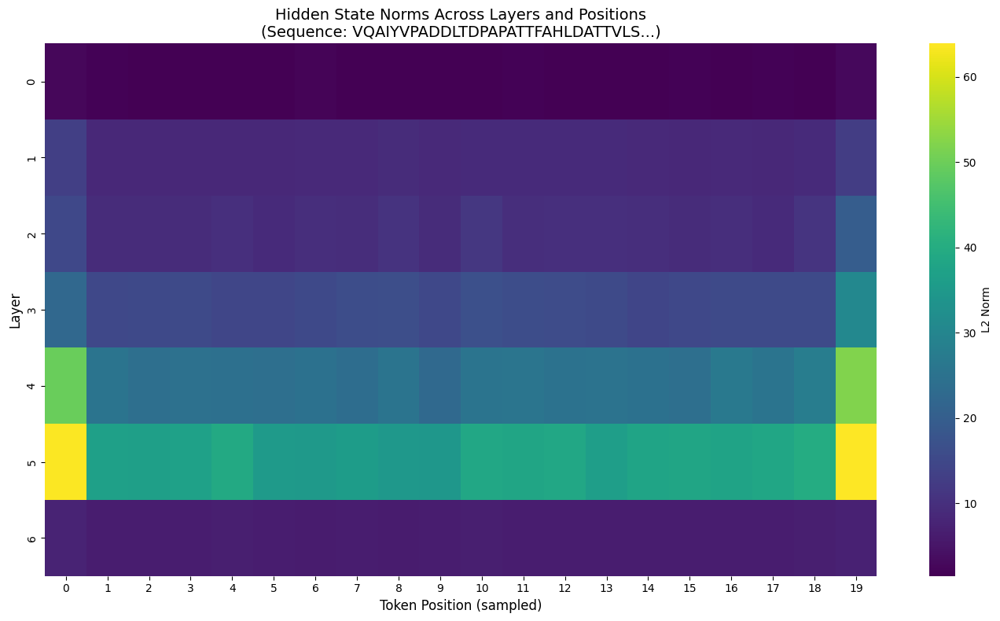 Hidden State Norms Across Layers and Positions
(Sequence: VQAIYVPADDLTDPAPATTFAHLDATTVLS...)
Layer
0
1
2
3
4
5
6
0 1 2 3 4 5 6 7 8 9 10 11 12 13 14 15 16 17 18 19
Token Position (sampled)
60
50
40
30
20
10
L2 Norm